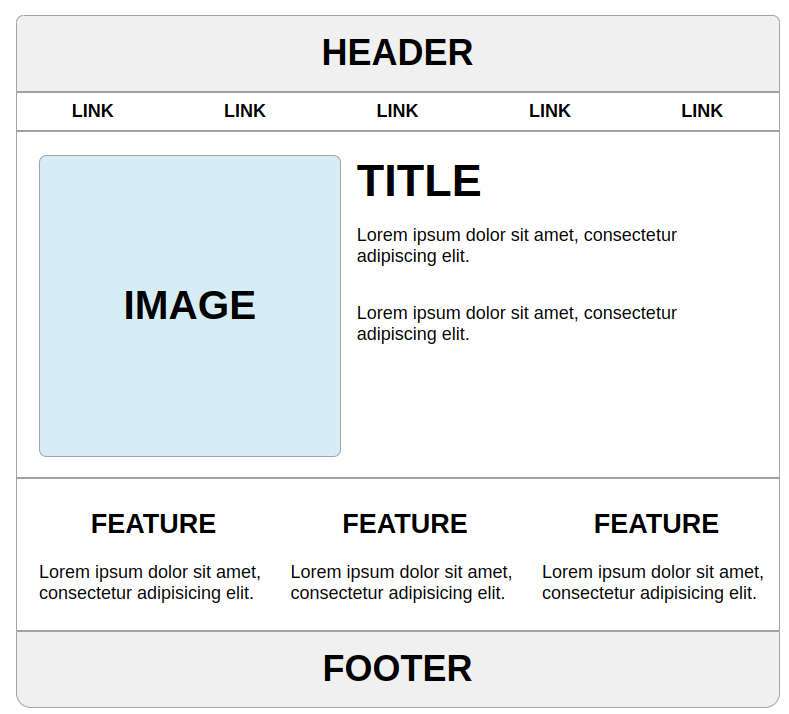 HEADER
LINK LINK LINK LINK LINK
IMAGE
TITLE
Lorem ipsum dolor sit amet, consectetur
adipiscing elit.
Lorem ipsum dolor sit amet, consectetur
adipiscing elit.
FEATURE
Lorem ipsum dolor sit amet,
consectetur adipisicing elit.
FEATURE
Lorem ipsum dolor sit amet,
consectetur adipisicing elit.
FEATURE
Lorem ipsum dolor sit amet,
consectetur adipisicing elit.
FOOTER